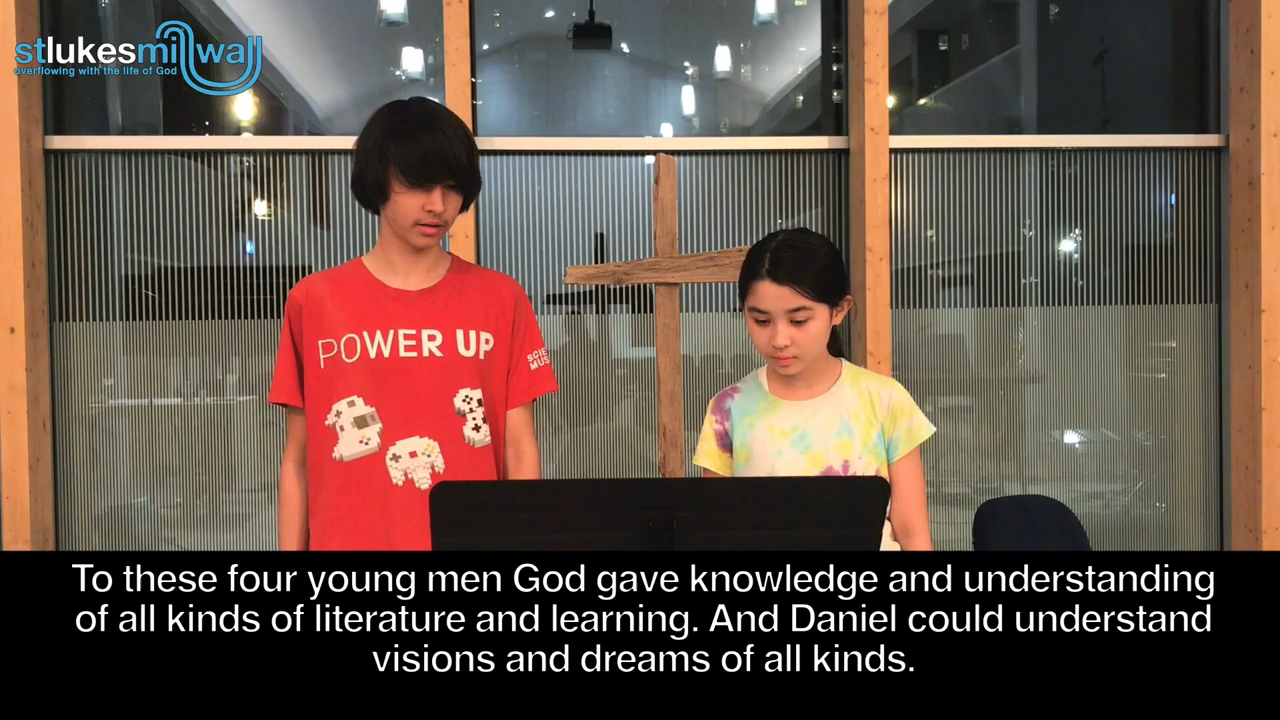 stlukesmillwall
overflowing with the life of God
POWER UP
To these four young men God gave knowledge and understanding
of all kinds of literature and learning. And Daniel could understand
visions and dreams of all kinds.